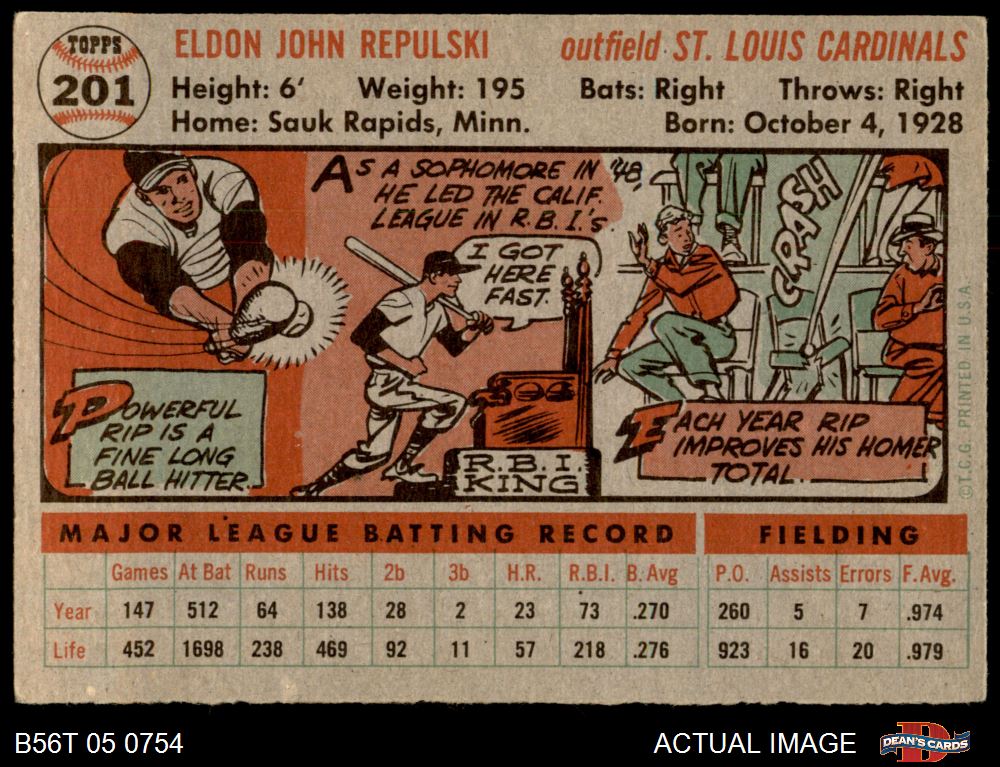 TOPPS
201
ELDON JOHN REPULSKI outfield ST. LOUIS CARDINALS
Height: 6' Weight: 195 Bats: Right Throws: Right
Home: Sauk Rapids, Minn. Born: October 4, 1928
POWERFUL
RIP IS A
FINE LONG
BALL HITTER.
AS A SOPHOMORE IN '48,
HE LED THE CALIF.
LEAGUE IN R.B.I.'s
I GOT
HERE
FAST.
R.B.I.
KING
CRASH
EACH YEAR RIP
IMPROVES HIS HOMER
TOTAL.
©T.C.G. PRINTED IN U.S.A.
MAJOR LEAGUE BATTING RECORD FIELDING
Games At Bat Runs Hits 2b 3b H.R. R.B.I. B. Avg P.O. Assists Errors F. Avg.
Year 147 512 64 138 28 2 23 73 .270 260 5 7 .974
Life 452 1698 238 469 92 11 57 218 .276 923 16 20 .979
B56T 05 0754 ACTUAL IMAGE DEAN'S CARDS